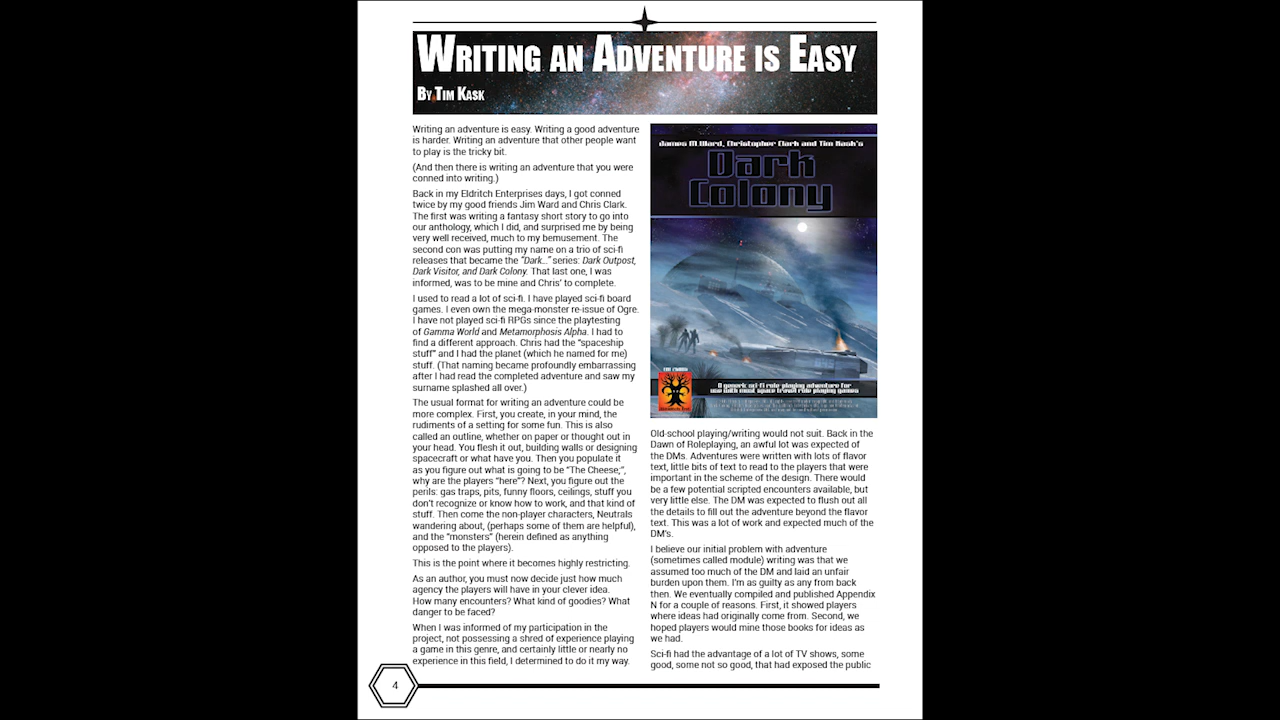 WRITING AN ADVENTURE IS EASY
BY TIM KASK
Writing an adventure is easy. Writing a good adventure
is harder. Writing an adventure that other people want
to play is the tricky bit.
(And then there is writing an adventure that you were
conned into writing.)
Back in my Eldritch Enterprises days, I got conned
twice by my good friends Jim Ward and Chris Clark.
The first was writing a fantasy short story to go into
our anthology, which I did, and surprised me by being
very well received, much to my bemusement. The
second con was putting my name on a trio of sci-fi
releases that became the “Dark…” series: Dark Outpost,
Dark Visitor, and Dark Colony. That last one, I was
informed, was to be mine and Chris’ to complete.
I used to read a lot of sci-fi. I have played sci-fi board
games. I even own the mega-monster re-issue of Ogre.
I have not played sci-fi RPGs since the playtesting
of Gamma World and Metamorphosis Alpha. I had to
find a different approach. Chris had the “spaceship
stuff” and I had the planet (which he named for me)
stuff. (That naming became profoundly embarrassing
after I had read the completed adventure and saw my
surname splashed all over.)
The usual format for writing an adventure could be
more complex. First, you create, in your mind, the
rudiments of a setting for some fun. This is also
called an outline, whether on paper or thought out in
your head. You flesh it out, building walls or designing
spacecraft or what have you. Then you populate it
as you figure out what is going to be “The Cheese;”,
why are the players “here”? Next, you figure out the
perils: gas traps, pits, funny floors, ceilings, stuff you
don’t recognize or know how to work, and that kind of
stuff. Then come the non-player characters, Neutrals
wandering about, (perhaps some of them are helpful),
and the “monsters” (herein defined as anything
opposed to the players).
This is the point where it becomes highly restricting.
As an author, you must now decide just how much
agency the players will have in your clever idea.
How many encounters? What kind of goodies? What
danger to be faced?
When I was informed of my participation in the
project, not possessing a shred of experience playing
a game in this genre, and certainly little or nearly no
experience in this field, I determined to do it my way.
James M. Ward, Christopher Clark and Tim Kask's
Dark
Colony
A generic sci-fi role playing adventure for
use with most space travel role playing games
Old-school playing/writing would not suit. Back in the
Dawn of Roleplaying, an awful lot was expected of
the DMs. Adventures were written with lots of flavor
text, little bits of text to read to the players that were
important in the scheme of the design. There would
be a few potential scripted encounters available, but
very little else. The DM was expected to flush out all
the details to fill out the adventure beyond the flavor
text. This was a lot of work and expected much of the
DM’s.
I believe our initial problem with adventure
(sometimes called module) writing was that we
assumed too much of the DM and laid an unfair
burden upon them. I’m as guilty as any from back
then. We eventually compiled and published Appendix
N for a couple of reasons. First, it showed players
where ideas had originally come from. Second, we
hoped players would mine those books for ideas as
we had.
Sci-fi had the advantage of a lot of TV shows, some
good, some not so good, that had exposed the public
4